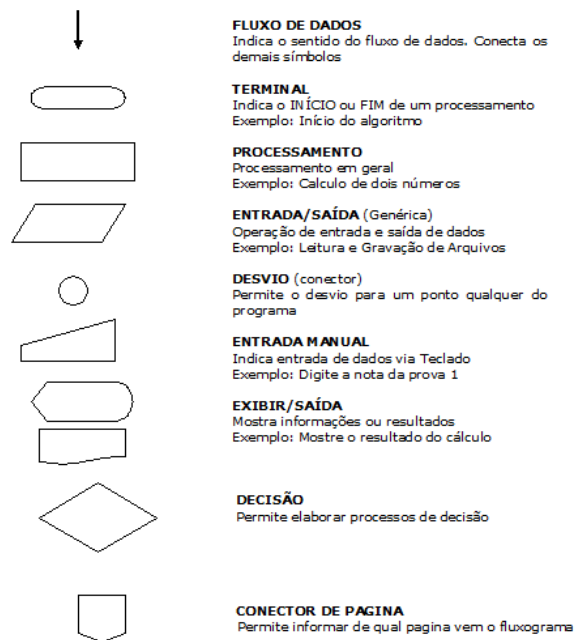 FLUXO DE DADOS
Indica o sentido do fluxo de dados. Conecta os
demais símbolos
TERMINAL
Indica o INÍCIO ou FIM de um processamento
Exemplo: Início do algoritmo
PROCESSAMENTO
Processamento em geral
Exemplo: Calculo de dois números
ENTRADA/SAÍDA (Genérica)
Operação de entrada e saída de dados
Exemplo: Leitura e Gravação de Arquivos
DESVIO (conector)
Permite o desvio para um ponto qualquer do
programa
ENTRADA MANUAL
Indica entrada de dados via Teclado
Exemplo: Digite a nota da prova 1
EXIBIR/SAÍDA
Mostra informações ou resultados
Exemplo: Mostre o resultado do cálculo
DECISÃO
Permite elaborar processos de decisão
CONECTOR DE PAGINA
Permite informar de qual pagina vem o fluxograma